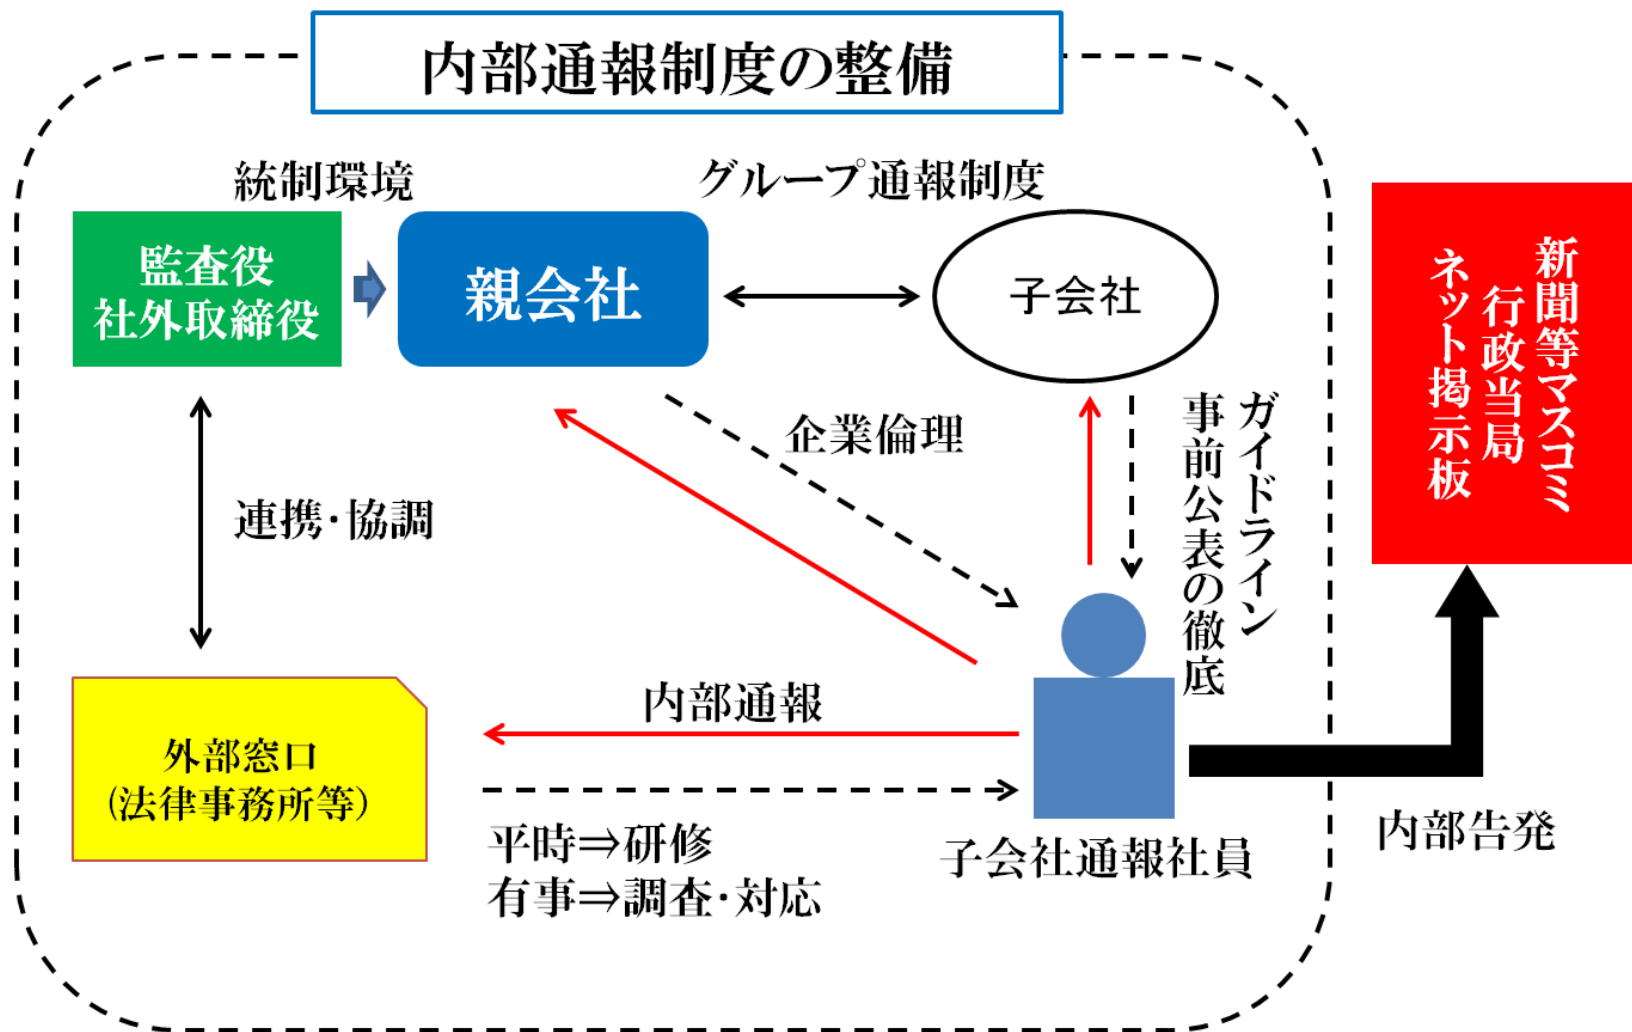 内部通報制度の整備
統制環境
グループ通報制度
監査役
社外取締役
親会社
子会社
新聞等マスコミ
行政当局
ネット掲示板
企業倫理
ガイドライン
事前公表の徹底
連携・協調
内部通報
外部窓口
(法律事務所等)
平時⇒研修
有事⇒調査・対応
子会社通報社員
内部告発